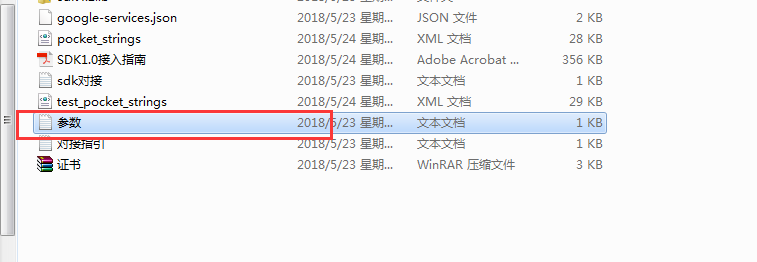 google-services.json 2018/5/23 星期... JSON 文件 2 KB
pocket_strings 2018/5/24 星期... XML 文档 28 KB
SDK1.0接入指南 2018/5/23 星期... Adobe Acrobat ... 356 KB
sdk对接 2018/5/23 星期... 文本文档 1 KB
test_pocket_strings 2018/5/24 星期... XML 文档 29 KB
参数 2018/5/23 星期... 文本文档 1 KB
对接指引 2018/5/23 星期... 文本文档 1 KB
证书 2018/5/23 星期... WinRAR 压缩文件 3 KB